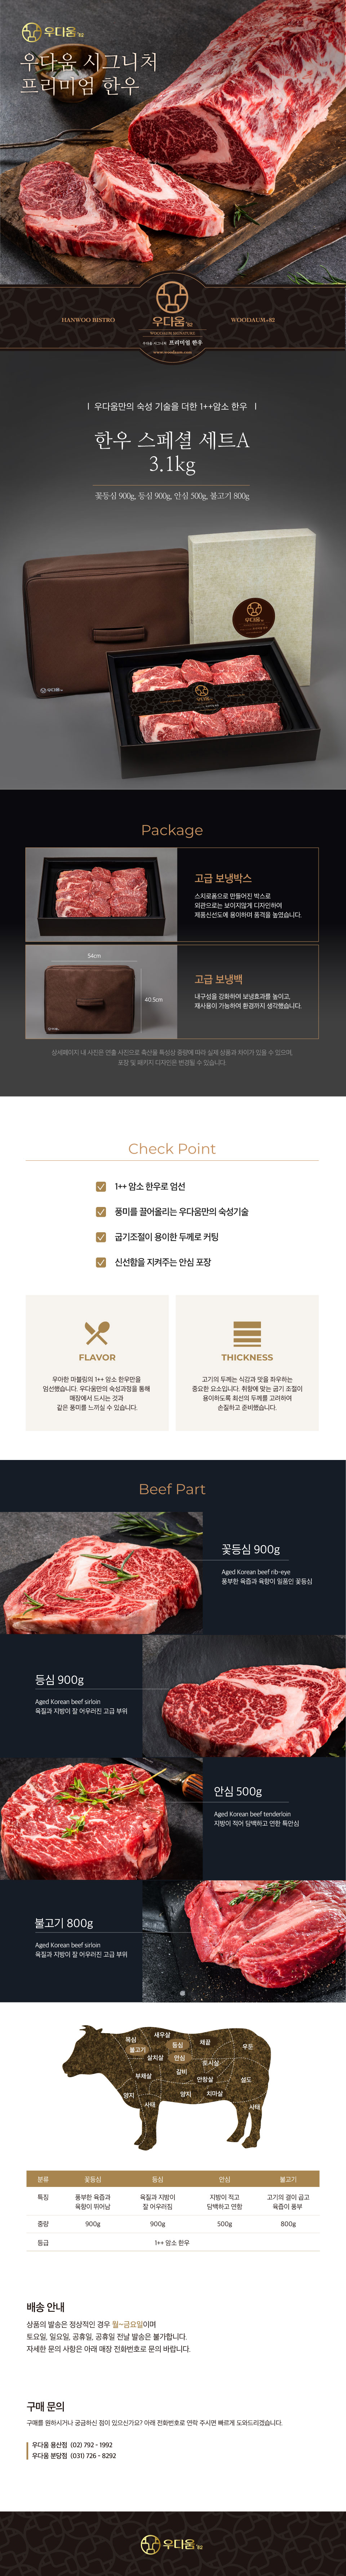 우다움'82
우다움 시그니처
프리미엄 한우
HANWOO BISTRO
우다움'82
WOODAUM SIGNATURE
우다움 시그니처 프리미엄 한우
WOODAUM-82
우다움만의 숙성 기술을 더한 1++암소 한우
한우 스페셜 세트A
3.1kg
꽃등심 900g, 등심 900g, 안심 500g, 불고기 800g
우다움
우다움'82
우다움
Package
고급 보냉박스
스치로폼으로 만들어진 박스로
외관으로는 보이지않게 디자인하여
제품신선도에 용이하며 품격을 높였습니다.
54cm
40.5cm
고급 보냉백
내구성을 강화하여 보냉효과를 높이고,
재사용이 가능하여 환경까지 생각했습니다.
상세페이지 내 사진은 연출 사진으로 축산물 특성상 중량에 따라 실제 상품과 차이가 있을 수 있으며,
포장 및 패키지 디자인은 변경될 수 있습니다.
Check Point
1++ 암소 한우로 엄선
풍미를 끌어올리는 우다움만의 숙성기술
굽기조절이 용이한 두께로 커팅
신선함을 지켜주는 안심 포장
FLAVOR
우아한 마블링의 1++ 암소 한우만을
엄선했습니다. 우다움만의 숙성과정을 통해
매장에서 드시는 것과
같은 풍미를 느끼실 수 있습니다.
THICKNESS
고기의 두께는 식감과 맛을 좌우하는
중요한 요소입니다. 취향에 맞는 굽기 조절이
용이하도록 최선의 두께를 고려하여
손질하고 준비했습니다.
Beef Part
꽃등심 900g
Aged Korean beef rib-eye
풍부한 육즙과 육향이 일품인 꽃등심
등심 900g
Aged Korean beef sirloin
육질과 지방이 잘 어우러진 고급 부위
안심 500g
Aged Korean beef tenderloin
지방이 적어 담백하고 연한 특안심
불고기 800g
Aged Korean beef sirloin
육질과 지방이 잘 어우러진 고급 부위
목심
새우살
등심
채끝
우둔
불고기
살치살
안심
토시살
부채살
갈비
안창살
설도
양지
양지
치마살
사태
사태
분류 꽃등심 등심 안심 불고기
특징 풍부한 육즙과 육향이 뛰어남 육질과 지방이 잘 어우러짐 지방이 적고 담백하고 연함 고기의 결이 곱고 육즙이 풍부
중량 900g 900g 500g 800g
등급 1++ 암소 한우
배송 안내
상품의 발송은 정상적인 경우 월~금요일이며
토요일, 일요일, 공휴일, 공휴일 전날 발송은 불가합니다.
자세한 문의 사항은 아래 매장 전화번호로 문의 바랍니다.
구매 문의
구매를 원하시거나 궁금하신 점이 있으신가요? 아래 전화번호로 연락 주시면 빠르게 도와드리겠습니다.
우다움 용산점 (02) 792 - 1992
우다움 분당점 (031) 726 - 8292
우다움'82